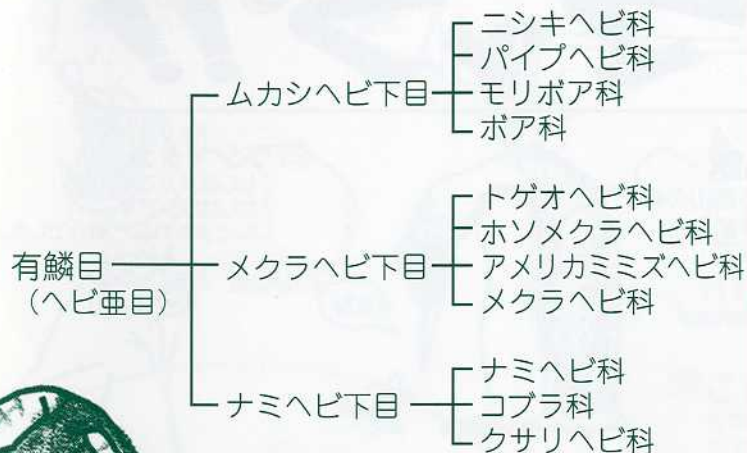 ニシキヘビ科
パイプヘビ科
ムカシヘビ下目
モリボア科
ボア科
トゲオヘビ科
ホソメクラヘビ科
有鱗目
(ヘビ亜目)
メクラヘビ下目
アメリカミミズヘビ科
メクラヘビ科
ナミヘビ科
ナミヘビ下目
コブラ科
クサリヘビ科